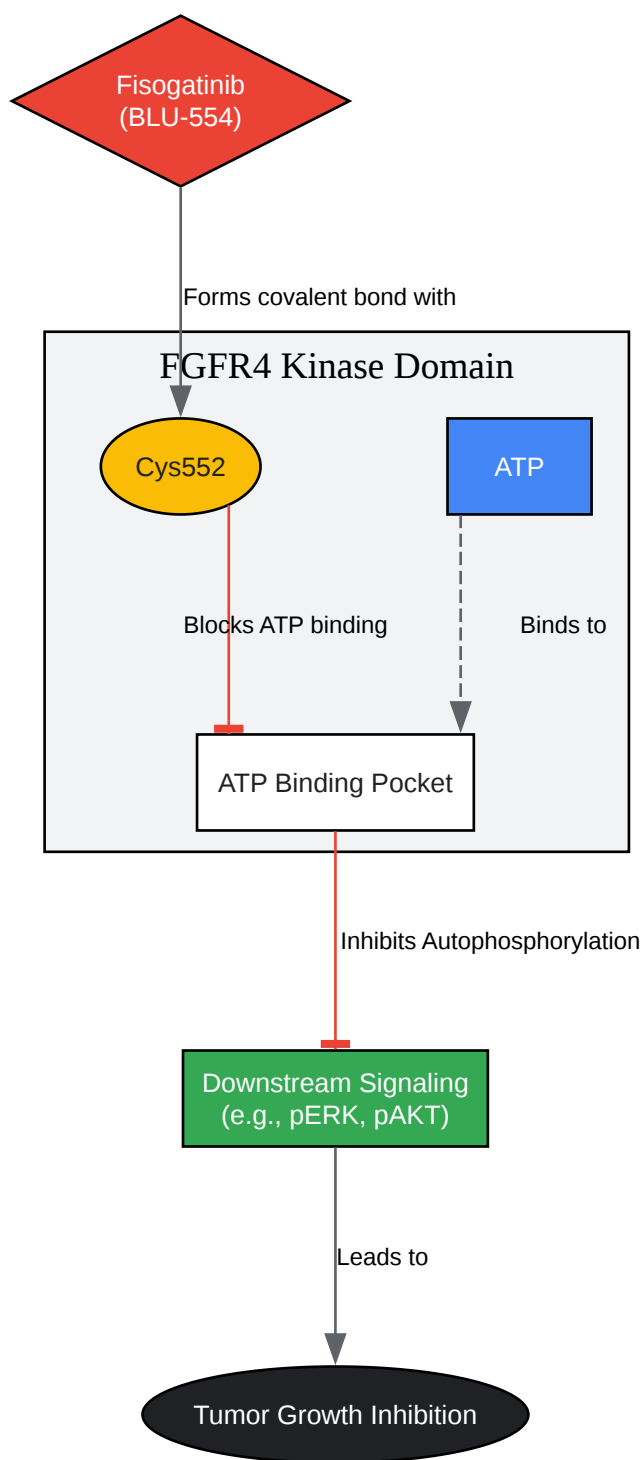 Fisogatinib
(BLU-554)
Forms covalent bond with
FGFR4 Kinase Domain
Cys552
ATP
Blocks ATP binding
Binds to
ATP Binding Pocket
Inhibits Autophosphorylation
Downstream Signaling
(e.g., pERK, pAKT)
Leads to
Tumor Growth Inhibition